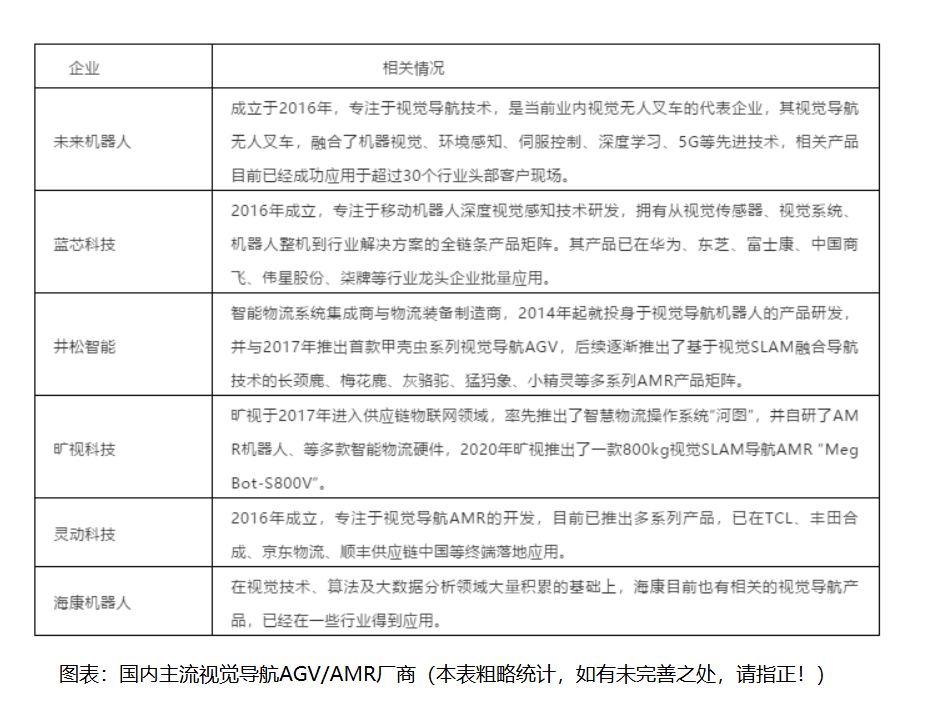 企业 相关情况
未来机器人
成立于2016年，专注于视觉导航技术，是当前业内视觉无人叉车的代表企业，其视觉导航
无人叉车，融合了机器视觉、环境感知、伺服控制、深度学习、5G等先进技术，相关产品
目前已经成功应用于超过30个行业头部客户现场。
蓝芯科技
2016年成立，专注于移动机器人深度视觉感知技术研发，拥有从视觉传感器、视觉系统、
机器人整机到行业解决方案的全链条产品矩阵。其产品已在华为、东芝、富士康、中国商
飞、伟星股份、柒牌等行业龙头企业批量应用。
井松智能
智能物流系统集成商与物流装备制造商，2014年起就投身于视觉导航机器人的产品研发，
并与2017年推出首款甲壳虫系列视觉导航AGV，后续逐渐推出了基于视觉SLAM融合导航
技术的长颈鹿、梅花鹿、灰骆驼、猛犸象、小精灵等多系列AMR产品矩阵。
旷视科技
旷视于2017年进入供应链物联网领域，率先推出了智慧物流操作系统“河图”，并自研了AM
R机器人、等多款智能物流硬件，2020年旷视推出了一款800kg视觉SLAM导航AMR “Meg
Bot-S800V”。
灵动科技
2016年成立，专注于视觉导航AMR的开发，目前已推出多系列产品，已在TCL、丰田合
成、京东物流、顺丰供应链中国等终端落地应用。
海康机器人
在视觉技术、算法及大数据分析领域大量积累的基础上，海康目前也有相关的视觉导航产
品，已经在一些行业得到应用。
图表：国内主流视觉导航AGV/AMR厂商（本表粗略统计，如有未完善之处，请指正！）